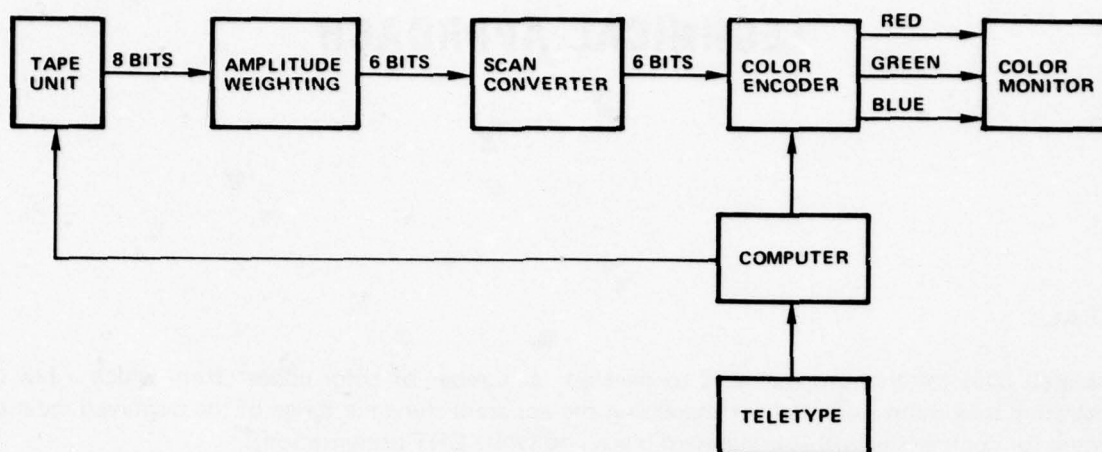 RED
TAPE UNIT
8 BITS
AMPLITUDE WEIGHTING
6 BITS
SCAN CONVERTER
6 BITS
COLOR ENCODER
GREEN
COLOR MONITOR
BLUE
COMPUTER
TELETYPE